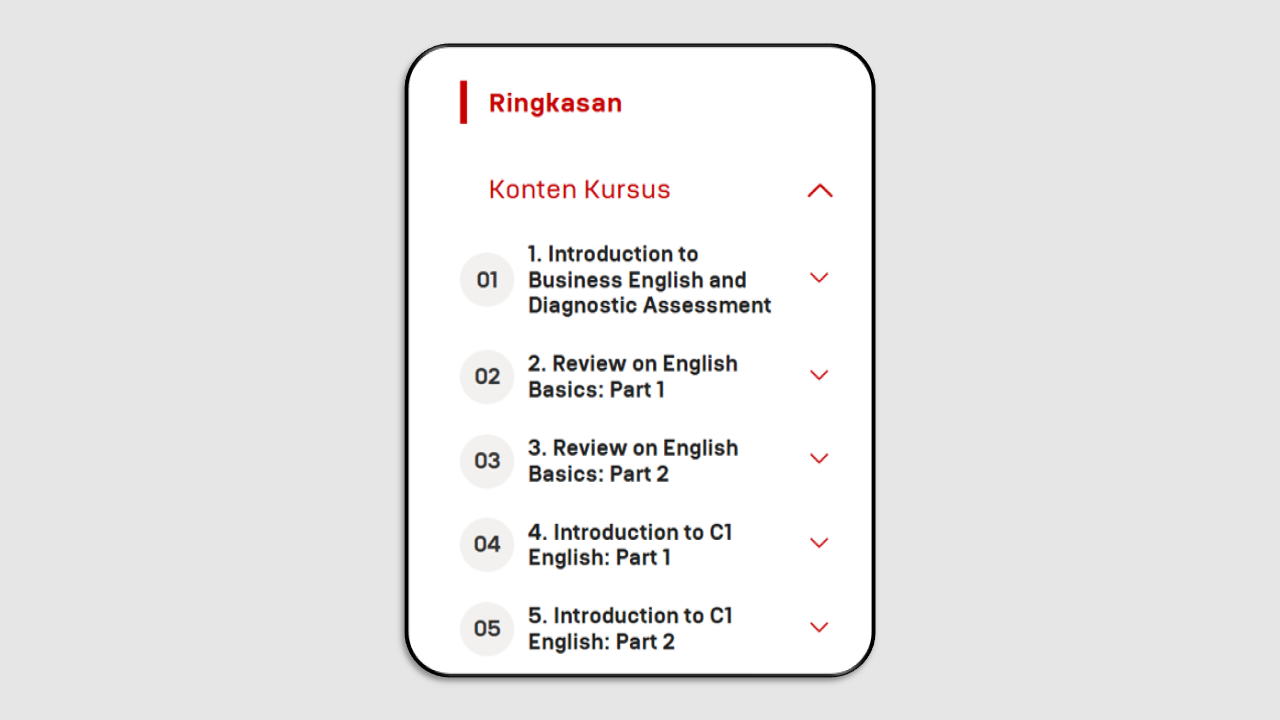 Ringkasan
Konten Kursus
01
1. Introduction to
Business English and
Diagnostic Assessment
02
2. Review on English
Basics: Part 1
03
3. Review on English
Basics: Part 2
04
4. Introduction to C1
English: Part 1
05
5. Introduction to C1
English: Part 2